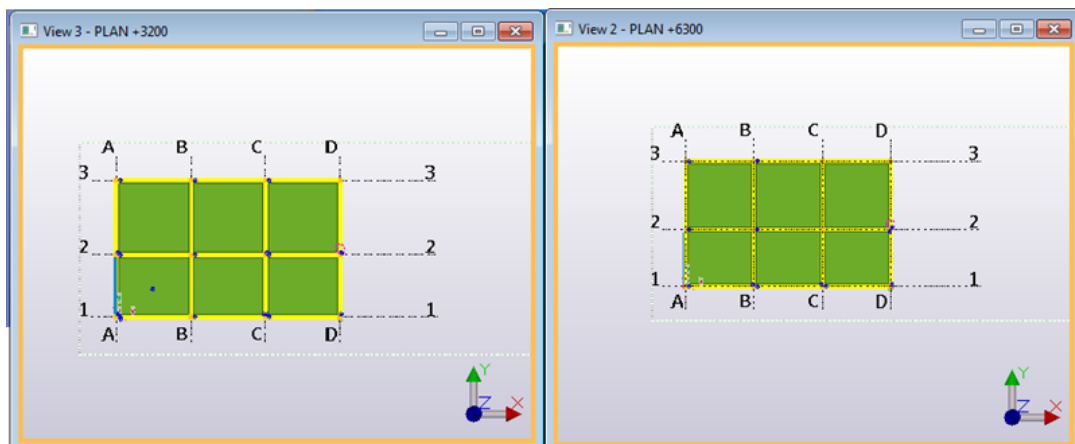 View 3 - PLAN +3200
A B C D
3 3
2 2
1 1
A B C D
Y
Z X
View 2 - PLAN +6300
A B C D
3 3
2 2
1 1
A B C D
Y
Z X